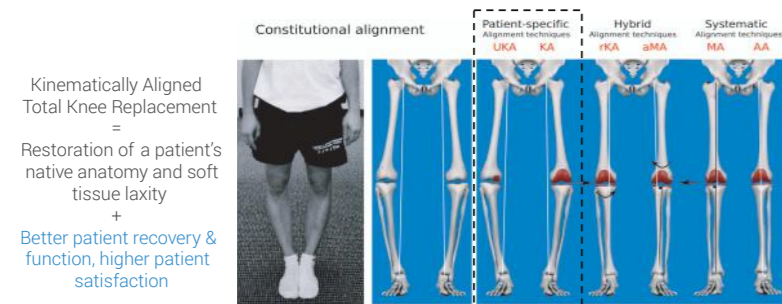 Kinematically Aligned
Total Knee Replacement
=
Restoration of a patient's
native anatomy and soft
tissue laxity
+
Better patient recovery &
function, higher patient
satisfaction
Constitutional alignment
Patient-specific
Alignment techniques
UKA KA
Hybrid
Alignment techniques
rKA aMA
Systematic
Alignment techniques
MA AA